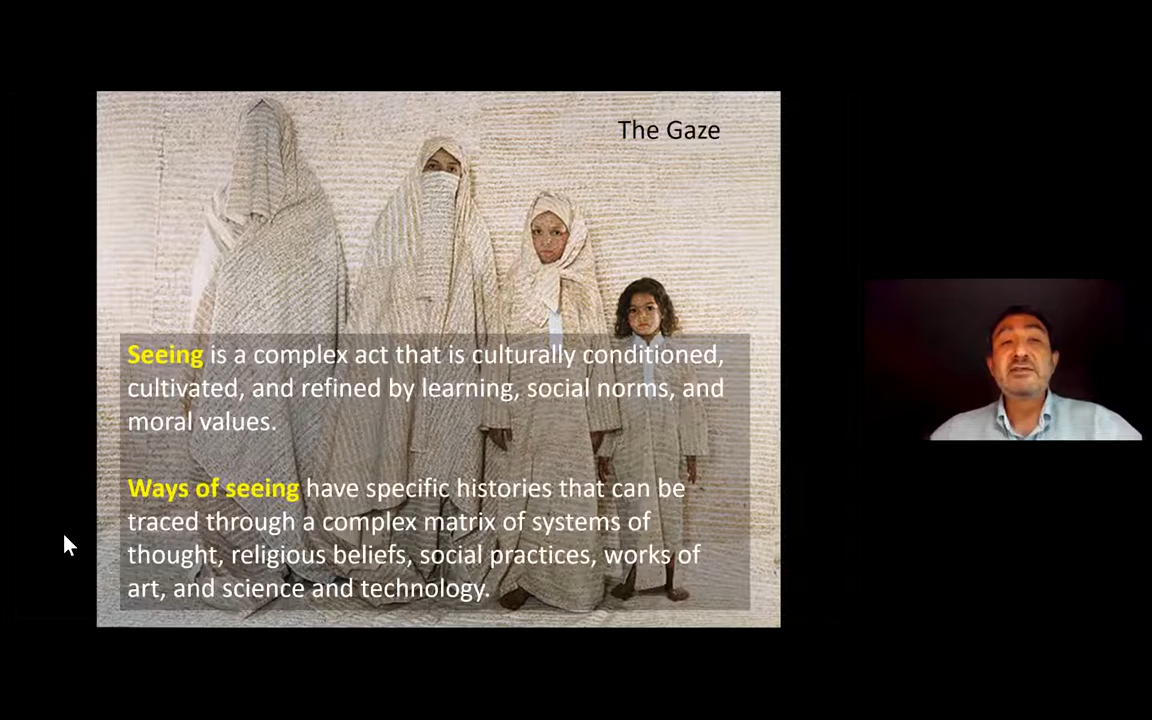 The Gaze
Seeing is a complex act that is culturally conditioned,
cultivated, and refined by learning, social norms, and
moral values.
Ways of seeing have specific histories that can be
traced through a complex matrix of systems of
thought, religious beliefs, social practices, works of
art, and science and technology.